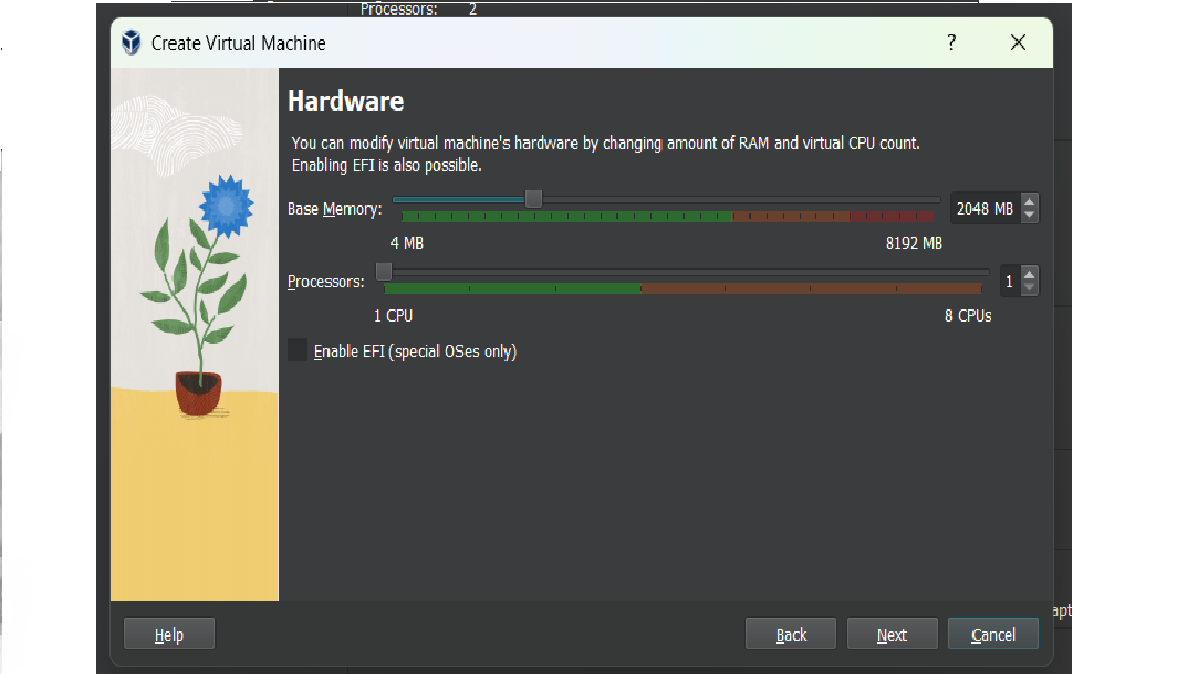 Processors: 2
Create Virtual Machine
?
Hardware
You can modify virtual machine's hardware by changing amount of RAM and virtual CPU count.
Enabling EFI is also possible.
Base Memory: 2048 MB
4 MB 8192 MB
Processors: 1
1 CPU 8 CPUs
Enable EFI (special OSes only)
apt
Help Back Next Cancel